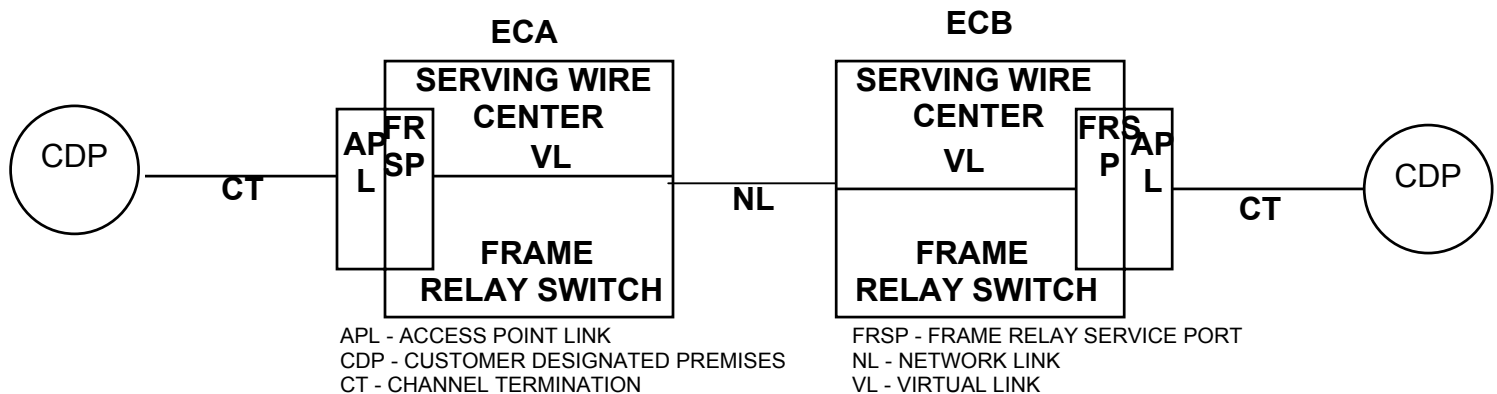 ECA
ECB
SERVING WIRE
CENTER
VL
SERVING WIRE
CENTER
VL
CDP
CT
AP
L
FR
SP
NL
FRS
P
AP
L
CT
CDP
FRAME
RELAY SWITCH
FRAME
RELAY SWITCH
APL - ACCESS POINT LINK
CDP - CUSTOMER DESIGNATED PREMISES
CT - CHANNEL TERMINATION
FRSP - FRAME RELAY SERVICE PORT
NL - NETWORK LINK
VL - VIRTUAL LINK